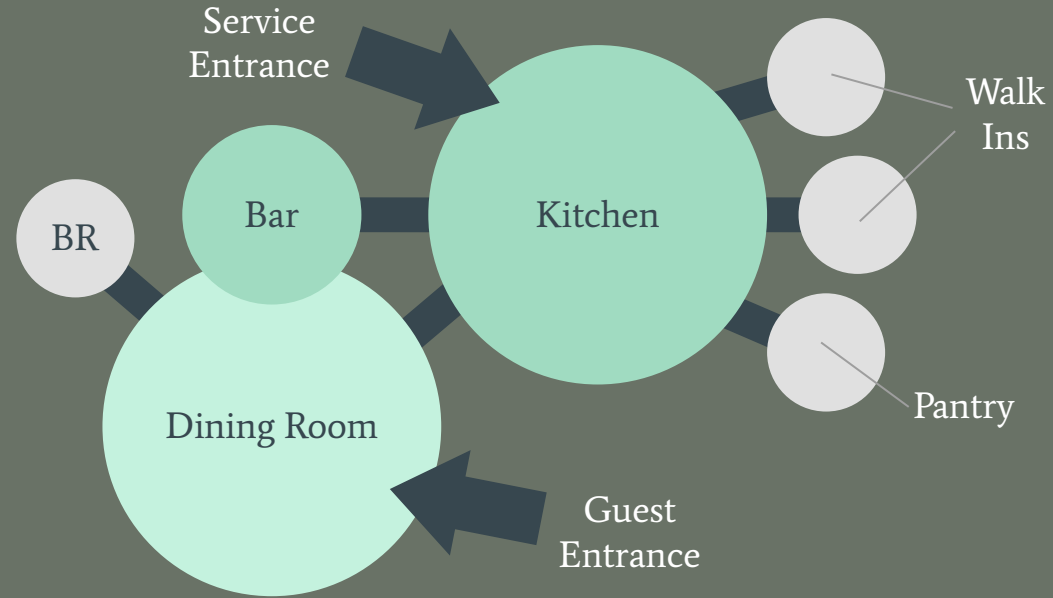 Service
Entrance
Walk
Ins
Bar
Kitchen
BR
Pantry
Dining Room
Guest
Entrance